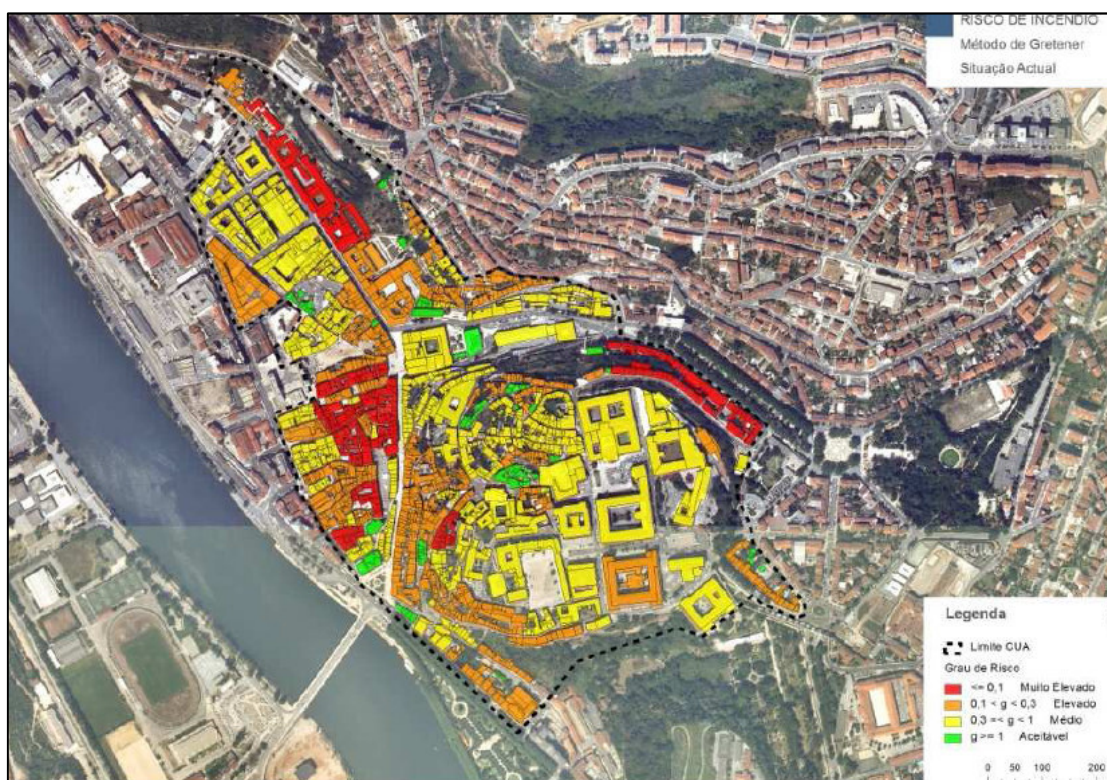 RISCO DE INCENDIO
Método de Gretener
Situação Actual
Legenda
Limite CUA
Grau de Risco
<= 0,1 Muito Elevado
0,1 < g < 0,3 Elevado
0,3 =< g < 1 Médio
g >= 1 Aceitável
0 50 100 200